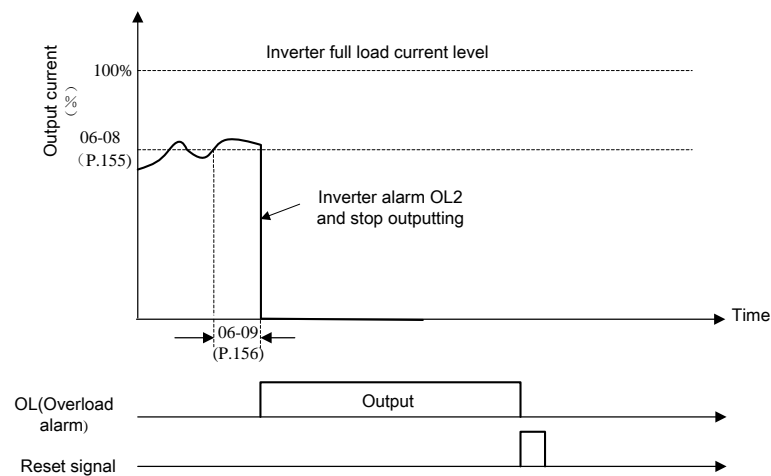 Inverter full load current level
100%
Output current
（%）
06-08
（P.155)
Inverter alarm OL2
and stop outputting
Time
06-09
(P.156)
OL(Overload
alarm）
Output
Reset signal